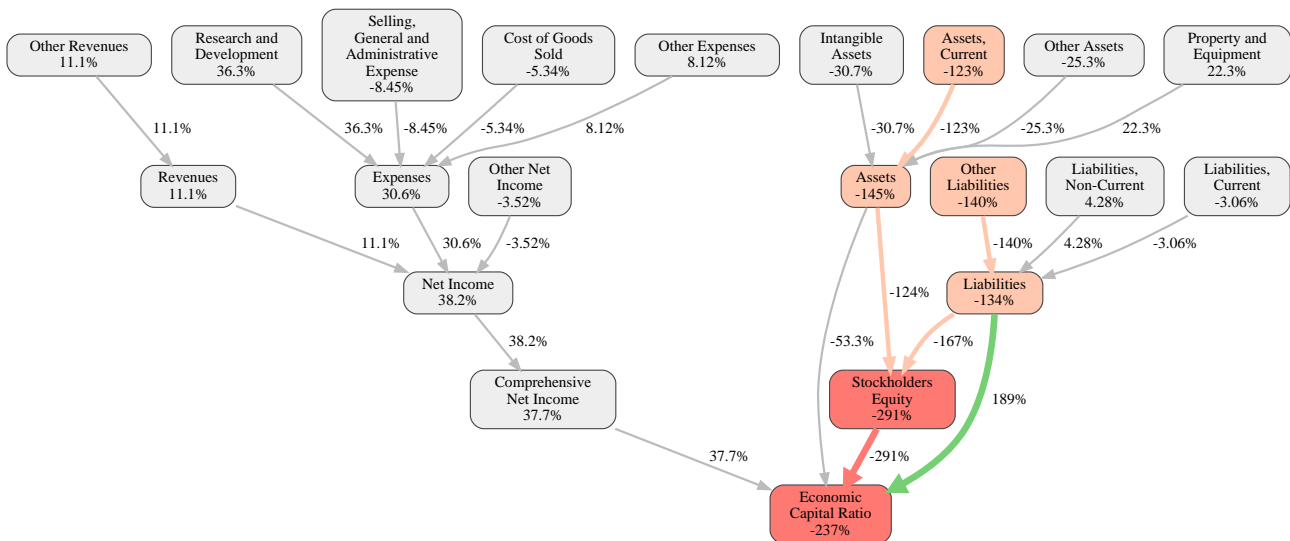 Other Revenues
11.1%
Research and
Development
36.3%
Selling,
General and
Administrative
Expense
-8.45%
Cost of Goods
Sold
-5.34%
Other Expenses
8.12%
Intangible
Assets
-30.7%
Assets,
Current
-123%
Other Assets
-25.3%
Property and
Equipment
22.3%
11.1%
36.3%
-8.45%
-5.34%
8.12%
-30.7%
-123%
-25.3%
22.3%
Revenues
11.1%
Expenses
30.6%
Other Net
Income
-3.52%
Assets
-145%
Other
Liabilities
-140%
Liabilities,
Non-Current
4.28%
Liabilities,
Current
-3.06%
11.1%
30.6%
-3.52%
-140%
4.28%
-3.06%
Net Income
38.2%
Liabilities
-134%
-124%
38.2%
-53.3%
-167%
Comprehensive
Net Income
37.7%
Stockholders
Equity
-291%
189%
37.7%
-291%
Economic
Capital Ratio
-237%